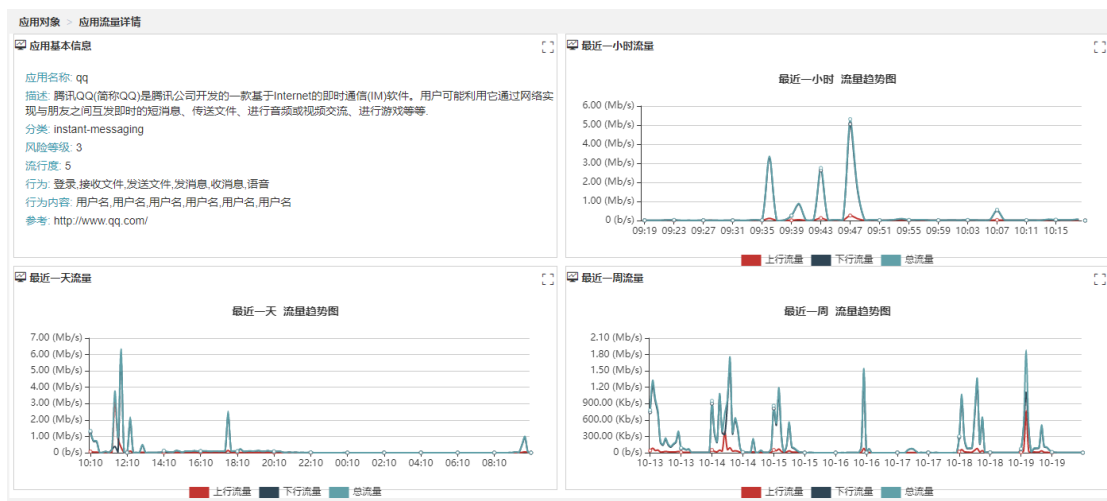 应用对象 > 应用流量详情
应用基本信息
应用名称: qq
描述: 腾讯QQ(简称QQ)是腾讯公司开发的一款基于Internet的即时通信(IM)软件。用户可能利用它通过网络实
现与朋友之间互发即时的短消息、传送文件、进行音频或视频交流、进行游戏等等.
分类: instant-messaging
风险等级: 3
流行度: 5
行为: 登录,接收文件,发送文件,发消息,收消息,语音
行为内容: 用户名,用户名,用户名,用户名,用户名,用户名
参考: http://www.qq.com/
最近一小时流量
最近一小时 流量趋势图
6.00 (Mb/s)
5.00 (Mb/s)
4.00 (Mb/s)
3.00 (Mb/s)
2.00 (Mb/s)
1.00 (Mb/s)
0 (b/s)
09:19 09:23 09:27 09:31 09:35 09:39 09:43 09:47 09:51 09:55 09:59 10:03 10:07 10:11 10:15
上行流量 下行流量 总流量
最近一天流量
最近一天 流量趋势图
7.00 (Mb/s)
6.00 (Mb/s)
5.00 (Mb/s)
4.00 (Mb/s)
3.00 (Mb/s)
2.00 (Mb/s)
1.00 (Mb/s)
0 (b/s)
10:10 12:10 14:10 16:10 18:10 20:10 22:10 00:10 02:10 04:10 06:10 08:10
上行流量 下行流量 总流量
最近一周流量
最近一周 流量趋势图
2.10 (Mb/s)
1.80 (Mb/s)
1.50 (Mb/s)
1.20 (Mb/s)
900.00 (Kb/s)
600.00 (Kb/s)
300.00 (Kb/s)
0 (b/s)
10-13 10-13 10-14 10-14 10-15 10-15 10-16 10-16 10-17 10-17 10-18 10-18 10-19 10-19
上行流量 下行流量 总流量